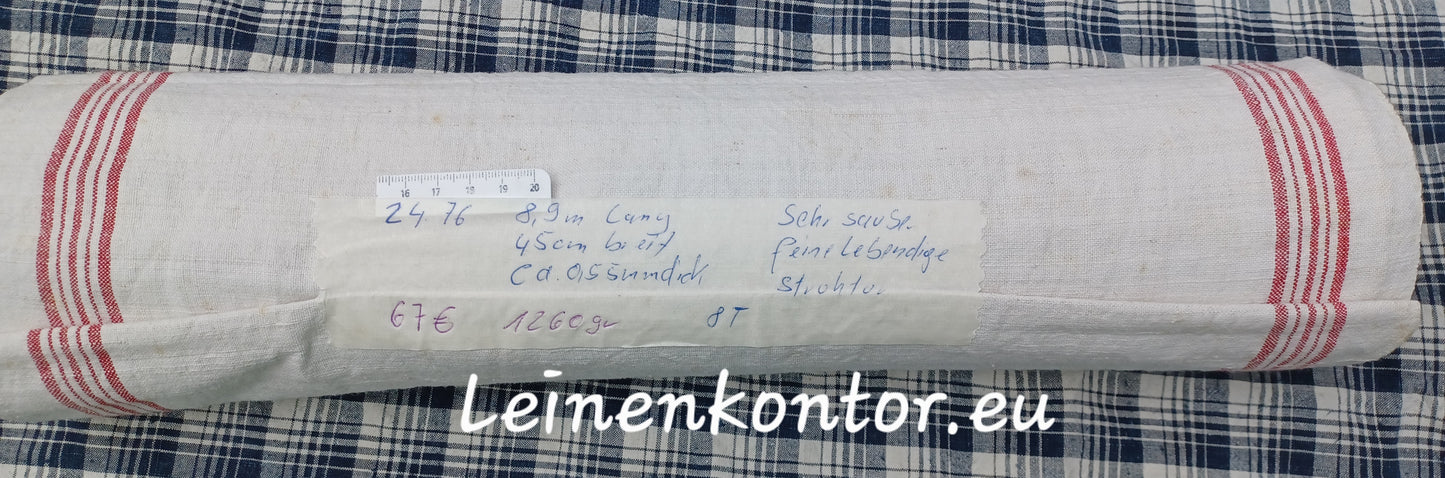 16 17 18 19 20
24.76
8,9m lang
45cm breit
ca. 0,55mm dick
sehr saube.
feine lebendige
Struktur
67€ 1260gr 8T
Leinenkontor.eu